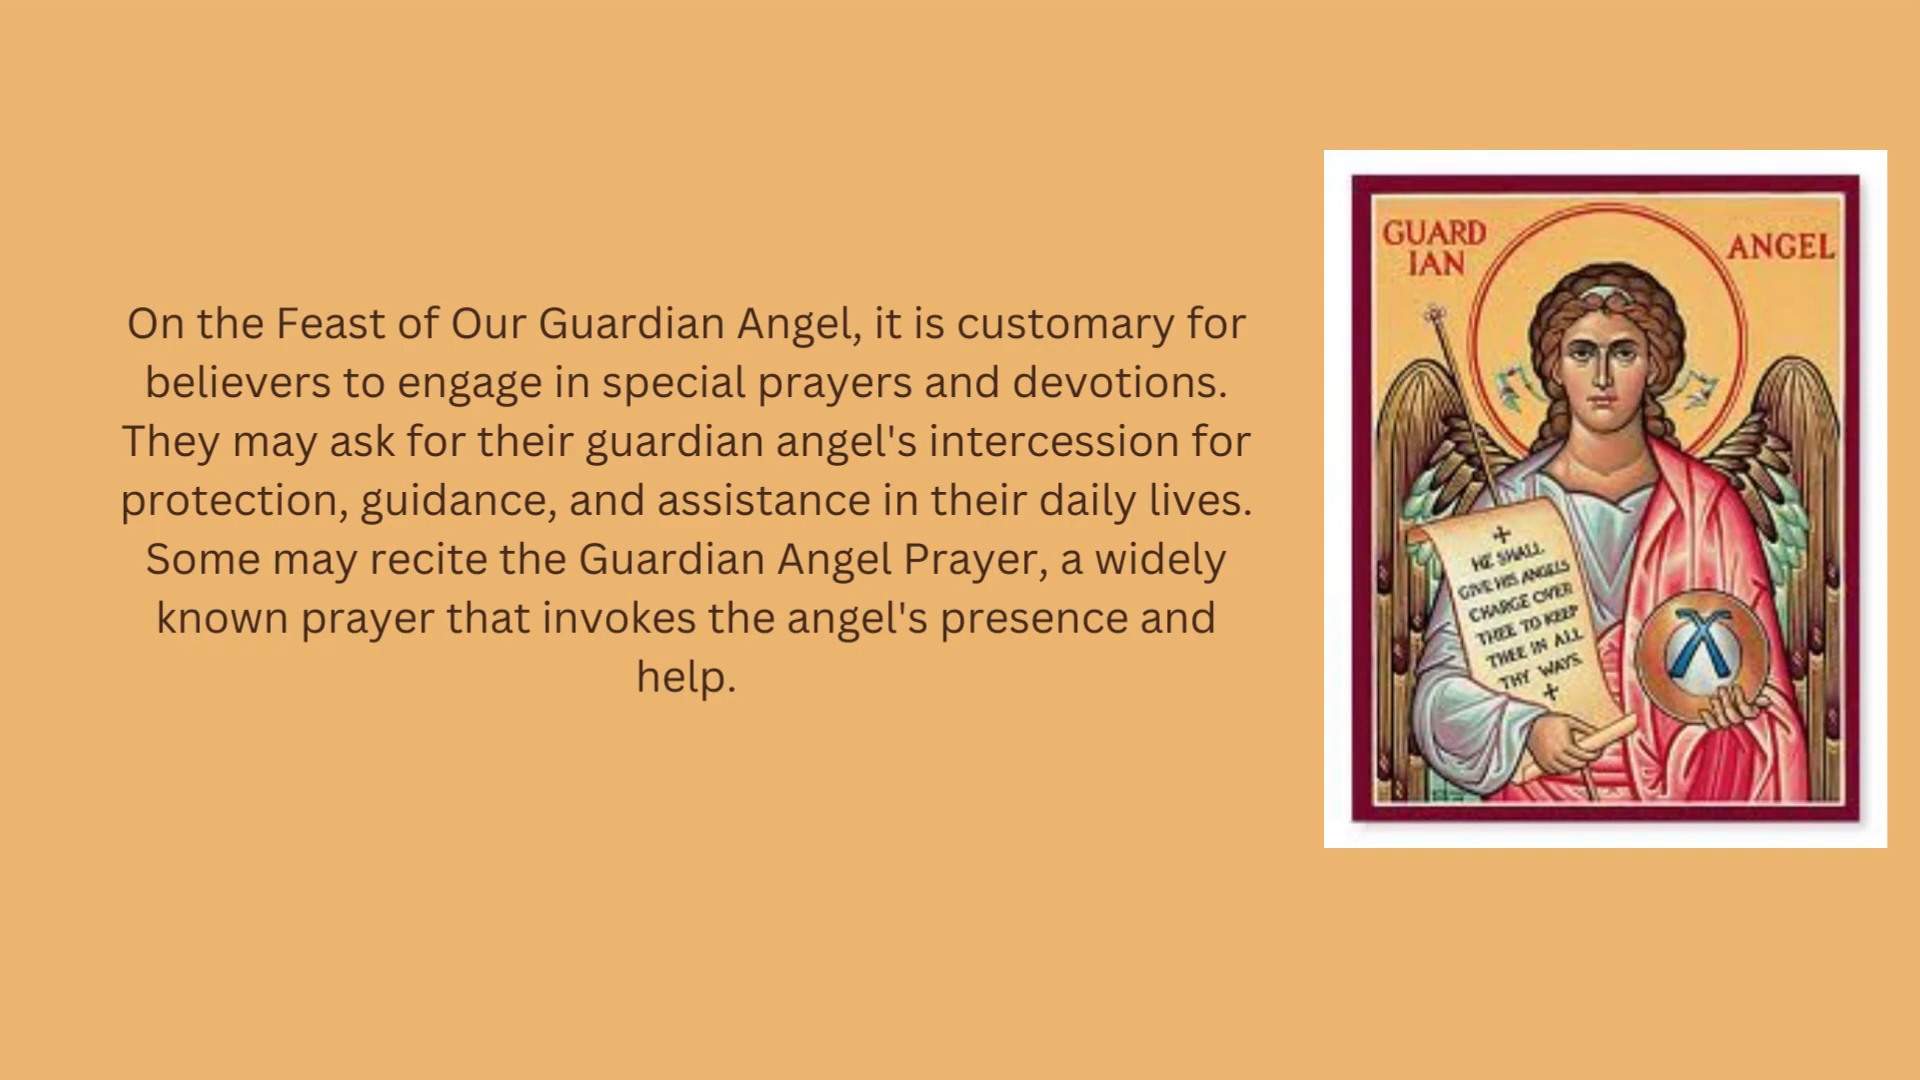 On the Feast of Our Guardian Angel, it is customary for
believers to engage in special prayers and devotions.
They may ask for their guardian angel's intercession for
protection, guidance, and assistance in their daily lives.
Some may recite the Guardian Angel Prayer, a widely
known prayer that invokes the angel's presence and
help.
GUARD
IAN
ANGEL
HE SHALL
GIVE HIS ANGELS
CHARGE OVER
THEE TO KEEP
THEE IN ALL
THY WAYS.
X